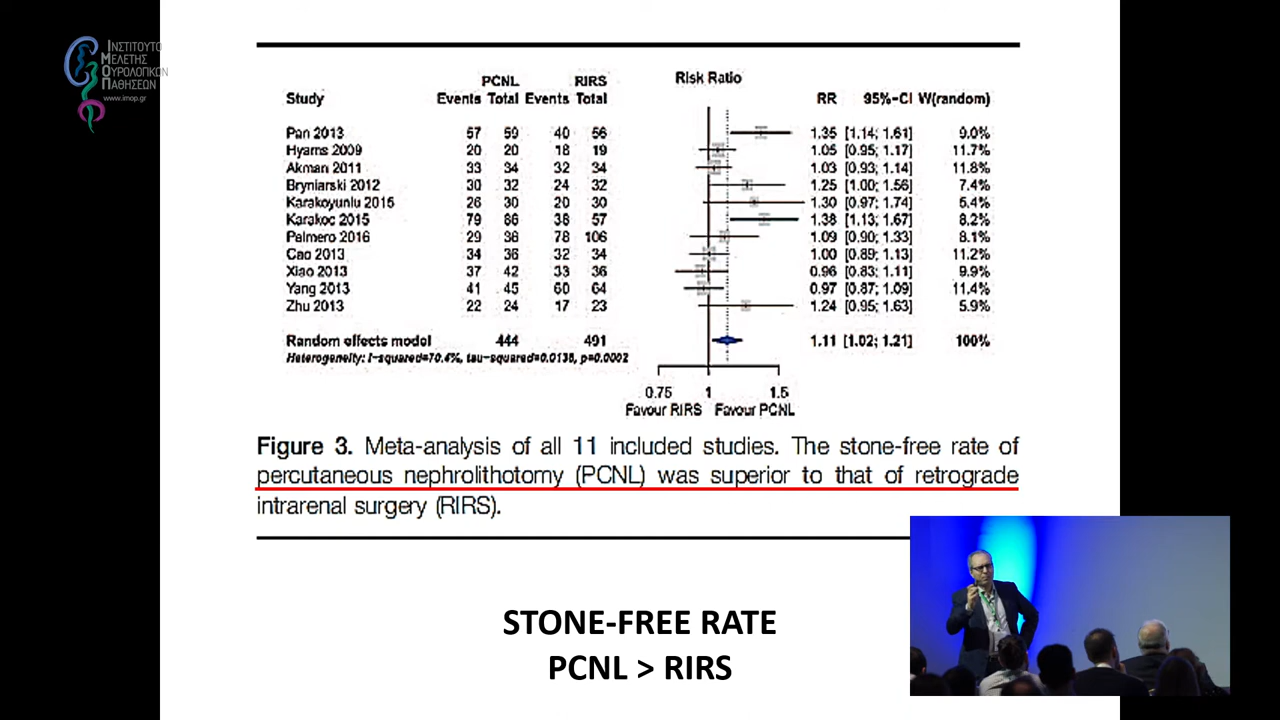 ΙΝΣΤΙΤΟΥΤΟ
ΜΕΛΕΤΗΣ
ΟΥΡΟΛΟΓΙΚΩΝ
ΠΑΘΗΣΕΩΝ
www.imop.gr
PCNL RIRS Risk Ratio
Study Events Total Events Total RR 95%-CI W(random)
Pan 2013 57 59 40 56 1.35 [1.14; 1.61] 9.0%
Hyams 2009 20 20 18 19 1.05 [0.95; 1.17] 11.7%
Akman 2011 33 34 32 34 1.03 [0.93; 1.14] 11.8%
Bryniarski 2012 30 32 24 32 1.25 [1.00; 1.56] 7.4%
Karakoyunlu 2015 26 30 20 30 1.30 [0.97; 1.74] 5.4%
Karakoc 2015 79 86 38 57 1.38 [1.13; 1.67] 8.2%
Palmero 2016 29 36 78 106 1.09 [0.90; 1.33] 8.1%
Cao 2013 34 36 32 34 1.00 [0.89; 1.13] 11.2%
Xiao 2013 37 42 33 36 0.96 [0.83; 1.11] 9.9%
Yang 2013 41 45 60 64 0.97 [0.87; 1.09] 11.4%
Zhu 2013 22 24 17 23 1.24 [0.95; 1.63] 5.9%
Random effects model 444 491 1.11 [1.02; 1.21] 100%
Heterogeneity: I-squared=70.4%, tau-squared=0.0138, p=0.0002
0.75 1 1.5
Favour RIRS Favour PCNL
Figure 3. Meta-analysis of all 11 included studies. The stone-free rate of
percutaneous nephrolithotomy (PCNL) was superior to that of retrograde
intrarenal surgery (RIRS).
STONE-FREE RATE
PCNL > RIRS